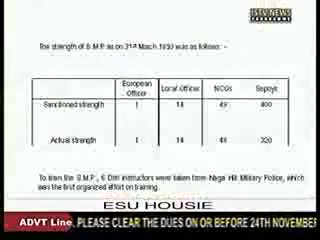 ISTV NEWS
The strength of B.M.P. as on 31st March 1933 was as follows: -
European Officer Local Officer NCOs Sepoys
Sanctioned strength 1 14 49 400
Actual strength 1 14 48 320
To train the B.M.P., 6 Drill instructors were taken from Naga Hill Military Police, which
was the first organized effort on training.
ESU HOUSIE
ADVT Line PLEASE CLEAR THE DUES ON OR BEFORE 24TH NOVEMBER